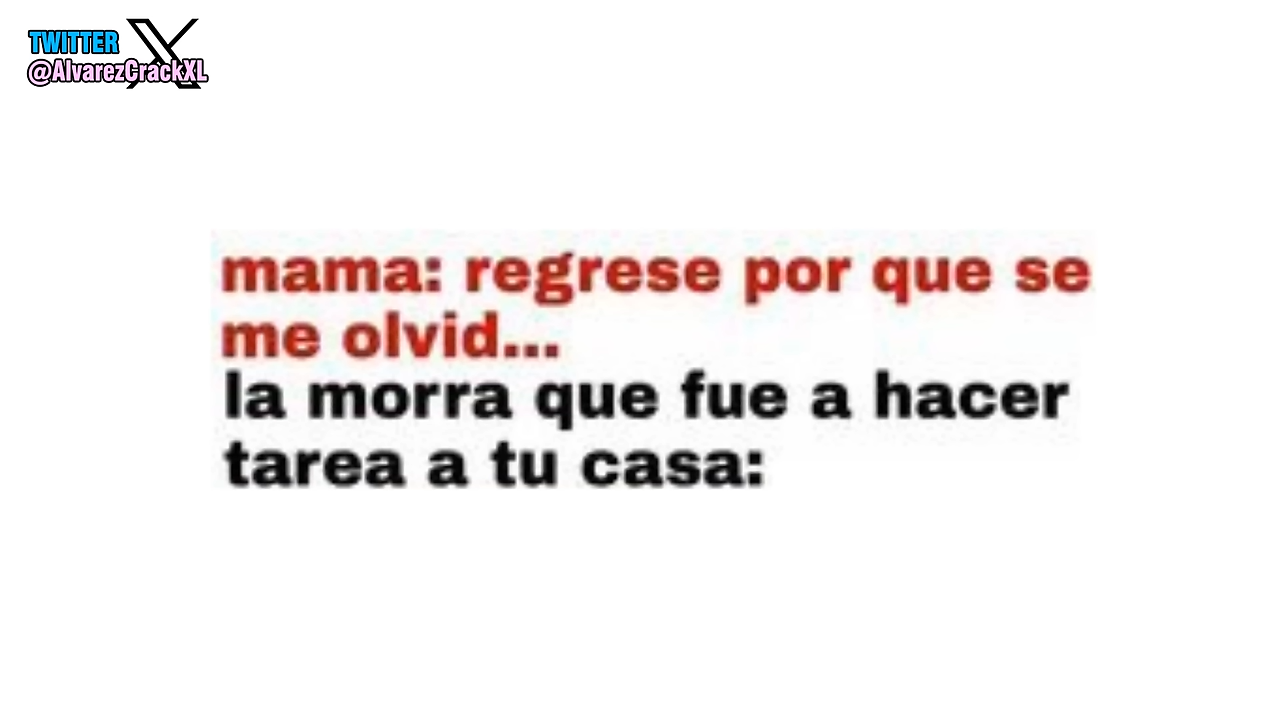 TWITTER
@AlvarezCrackXL
mama: regrese por que se
me olvid...
la morra que fue a hacer
tarea a tu casa: